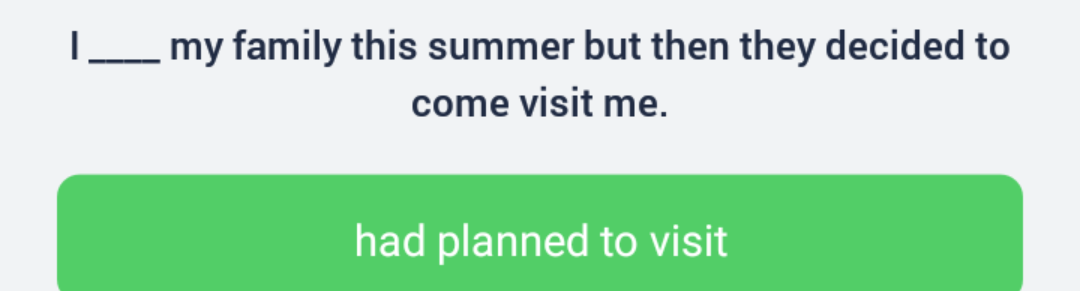 I ____ my family this summer but then they decided to
come visit me.
had planned to visit